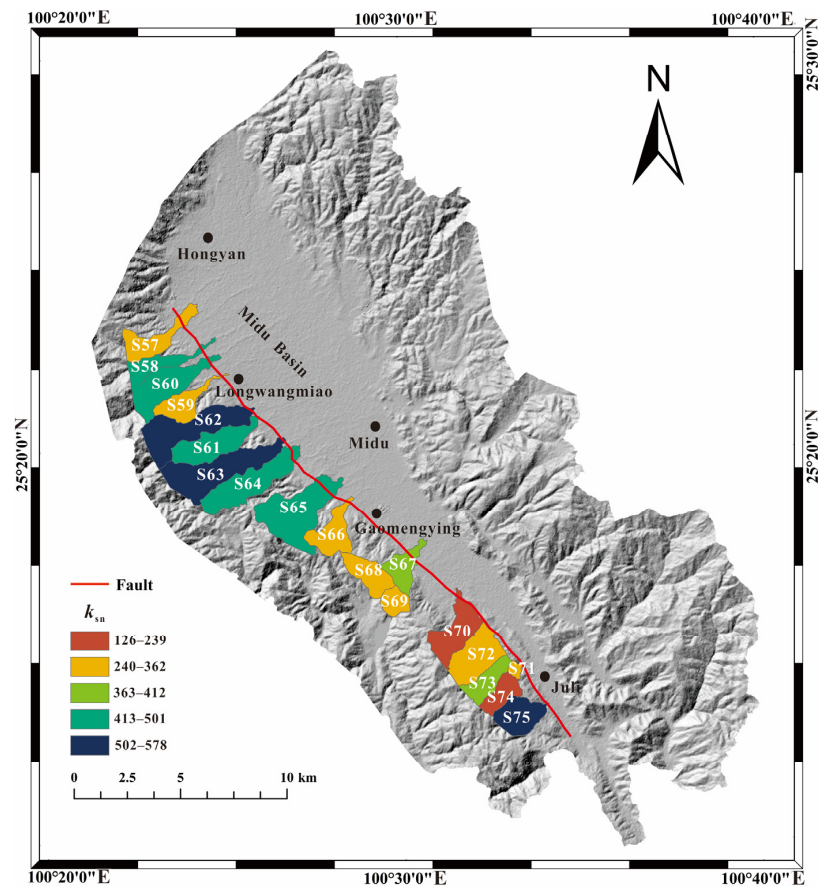 100°20'0"E
100°30'0"E
100°40'0"E
25°30'0"N
N
Hongyan
Midu Basin
S57
S58
S60
Longwangmiao
S59
S62
Midu
S61
25°20'0"N
25°20'0"N
S63
S64
S65
Gaomengying
S66
S67
S68
Fault
S69
ksn
S70
126–239
S72
240–362
S71
S73
Juli
363–412
S74
413–501
S75
502–578
0 2.5 5 10 km
100°20'0"E
100°30'0"E
100°40'0"E